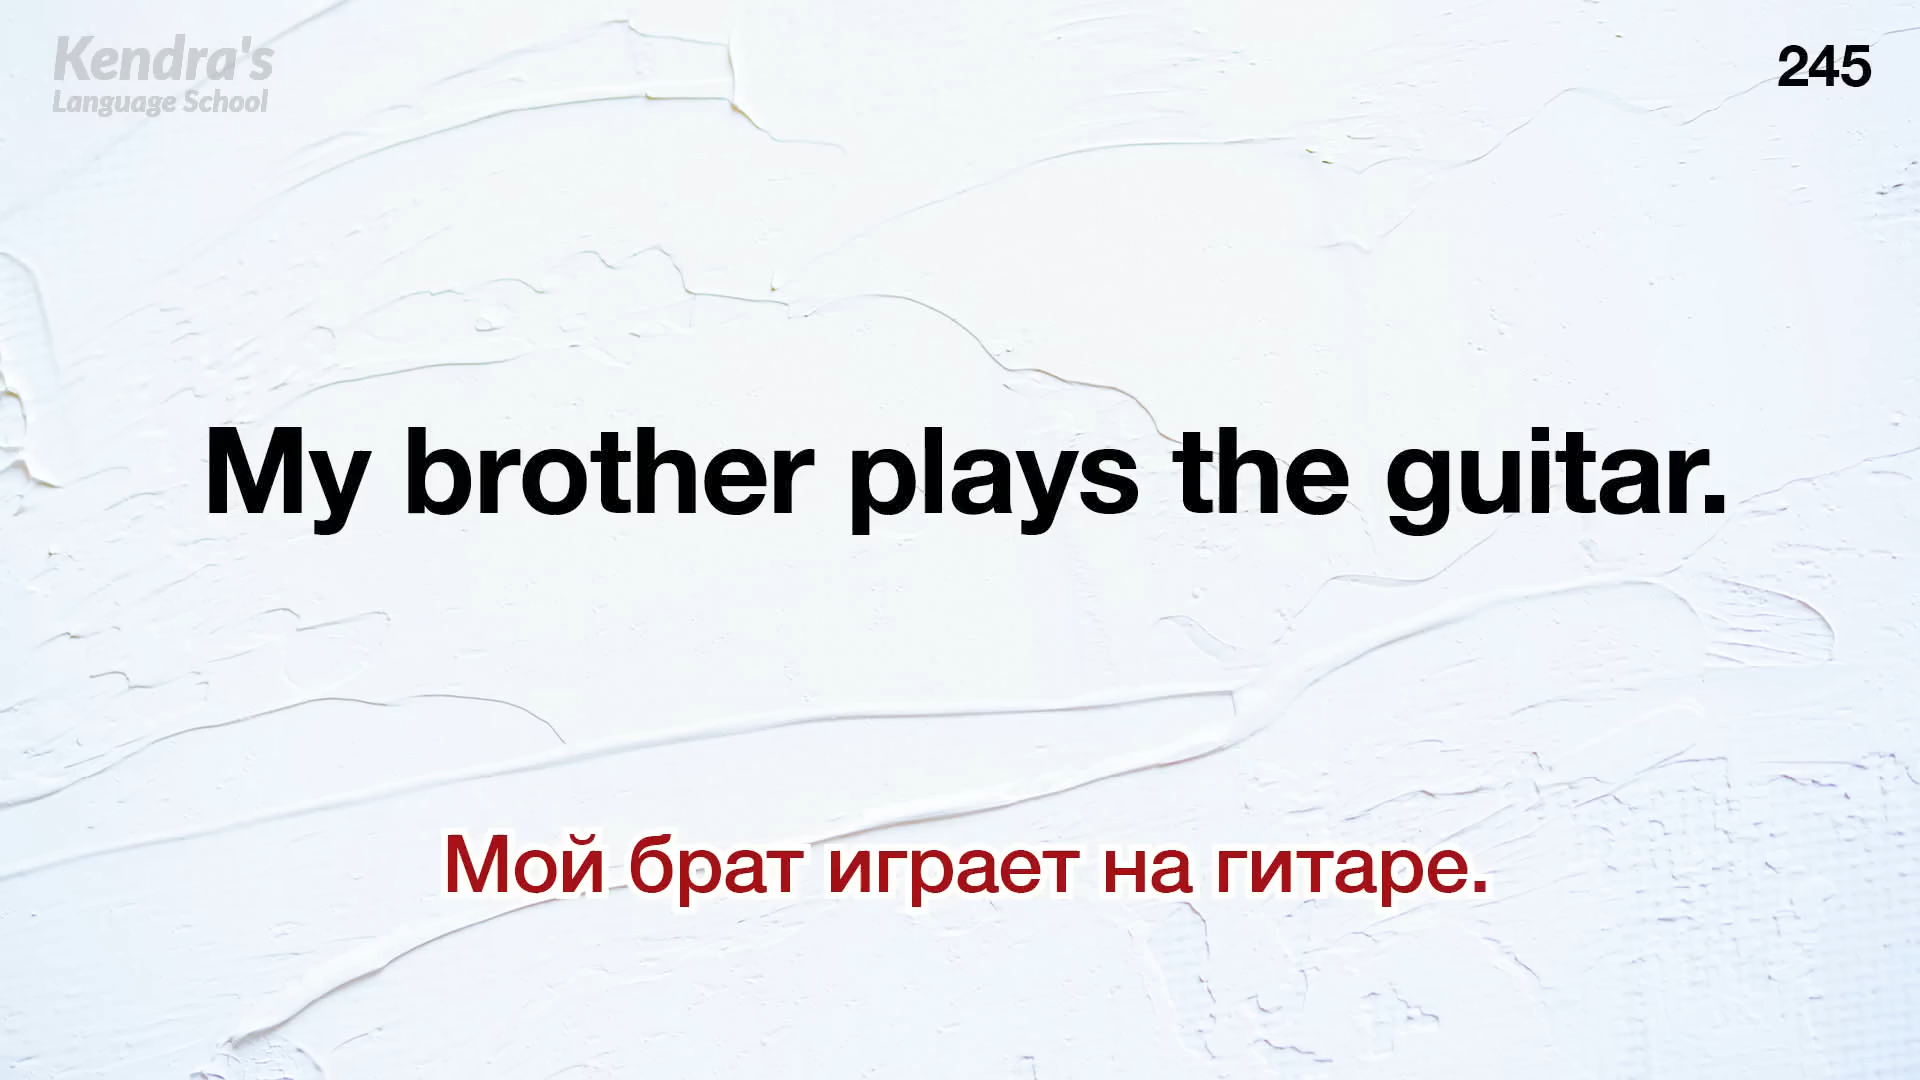 Kendra's
Language School
245
My brother plays the guitar.
Мой брат играет на гитаре.